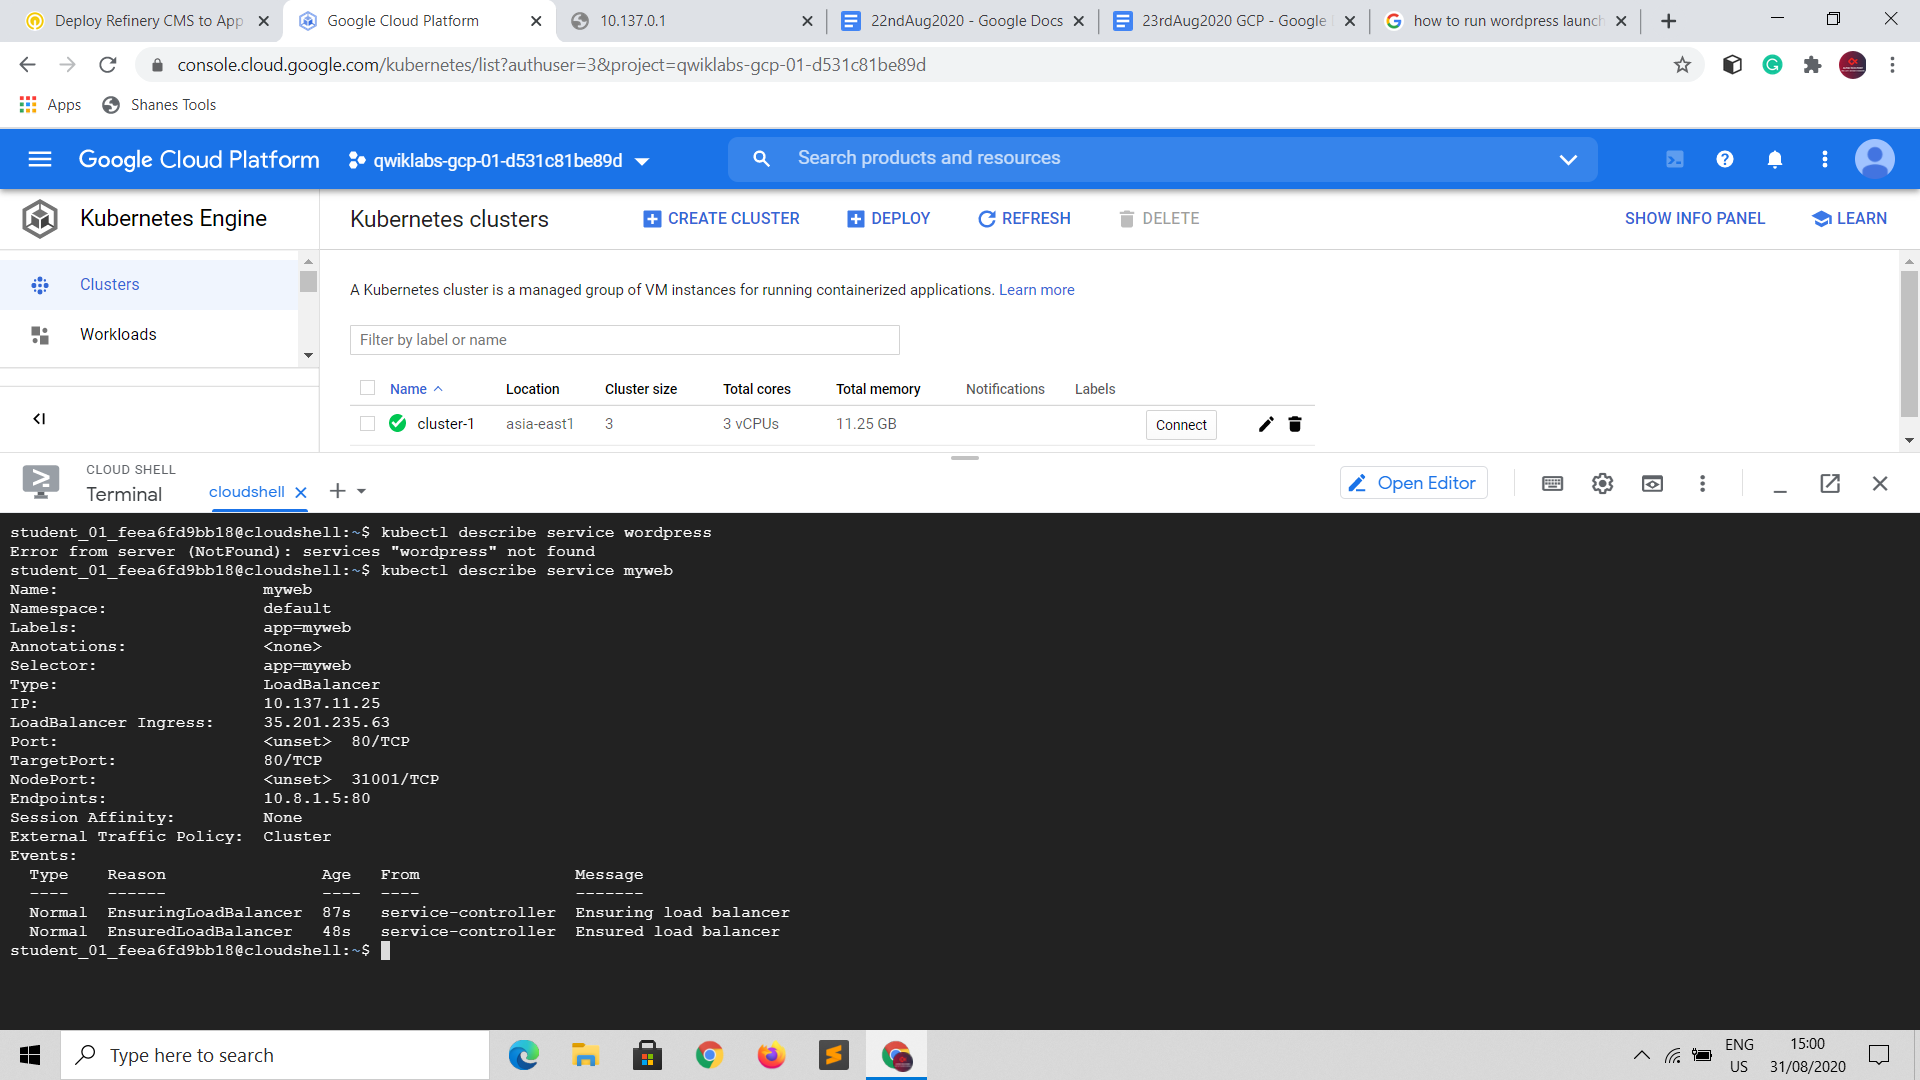 Deploy Refinery CMS to App
Google Cloud Platform
10.137.0.1
22ndAug2020 - Google Docs
23rdAug2020 GCP - Google
how to run wordpress launch
console.cloud.google.com/kubernetes/list?authuser=3&project=qwiklabs-gcp-01-d531c81be89d
Apps
Shanes Tools
Google Cloud Platform
qwiklabs-gcp-01-d531c81be89d
Search products and resources
Kubernetes Engine
Kubernetes clusters
CREATE CLUSTER
DEPLOY
REFRESH
DELETE
SHOW INFO PANEL
LEARN
Clusters
Workloads
A Kubernetes cluster is a managed group of VM instances for running containerized applications. Learn more
Filter by label or name
Name Location Cluster size Total cores Total memory Notifications Labels
cluster-1 asia-east1 3 3 vCPUs 11.25 GB Connect
CLOUD SHELL
Terminal
cloudshell
Open Editor
student_01_feea6fd9bb18@cloudshell:~$ kubectl describe service wordpress
Error from server (NotFound): services "wordpress" not found
student_01_feea6fd9bb18@cloudshell:~$ kubectl describe service myweb
Name: myweb
Namespace: default
Labels: app=myweb
Annotations: <none>
Selector: app=myweb
Type: LoadBalancer
IP: 10.137.11.25
LoadBalancer Ingress: 35.201.235.63
Port: <unset> 80/TCP
TargetPort: 80/TCP
NodePort: <unset> 31001/TCP
Endpoints: 10.8.1.5:80
Session Affinity: None
External Traffic Policy: Cluster
Events:
Type Reason Age From Message
---- ------ ---- ---- -------
Normal EnsuringLoadBalancer 87s service-controller Ensuring load balancer
Normal EnsuredLoadBalancer 48s service-controller Ensured load balancer
student_01_feea6fd9bb18@cloudshell:~$
Type here to search
ENG
US
15:00
31/08/2020